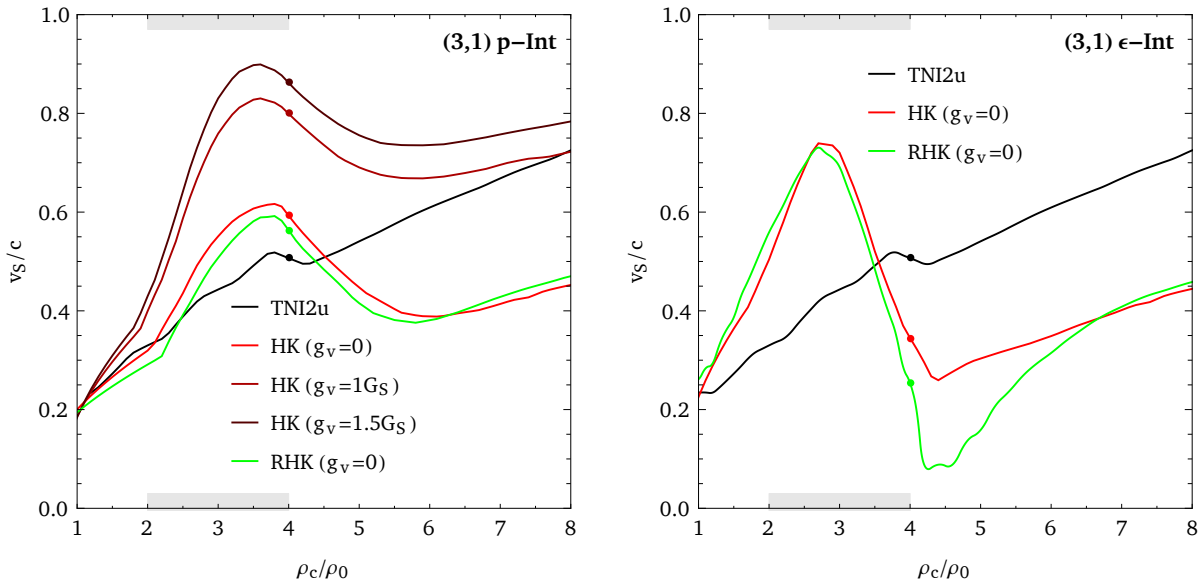 (3,1) p−Int
v_S/c
1.0
0.8
0.6
0.4
0.2
0.0
TNI2u
HK (g_v=0)
HK (g_v=1G_S)
HK (g_v=1.5G_S)
RHK (g_v=0)
1 2 3 4 5 6 7 8
ρ_c/ρ_0
(3,1) ϵ−Int
v_S/c
1.0
0.8
0.6
0.4
0.2
0.0
TNI2u
HK (g_v=0)
RHK (g_v=0)
1 2 3 4 5 6 7 8
ρ_c/ρ_0